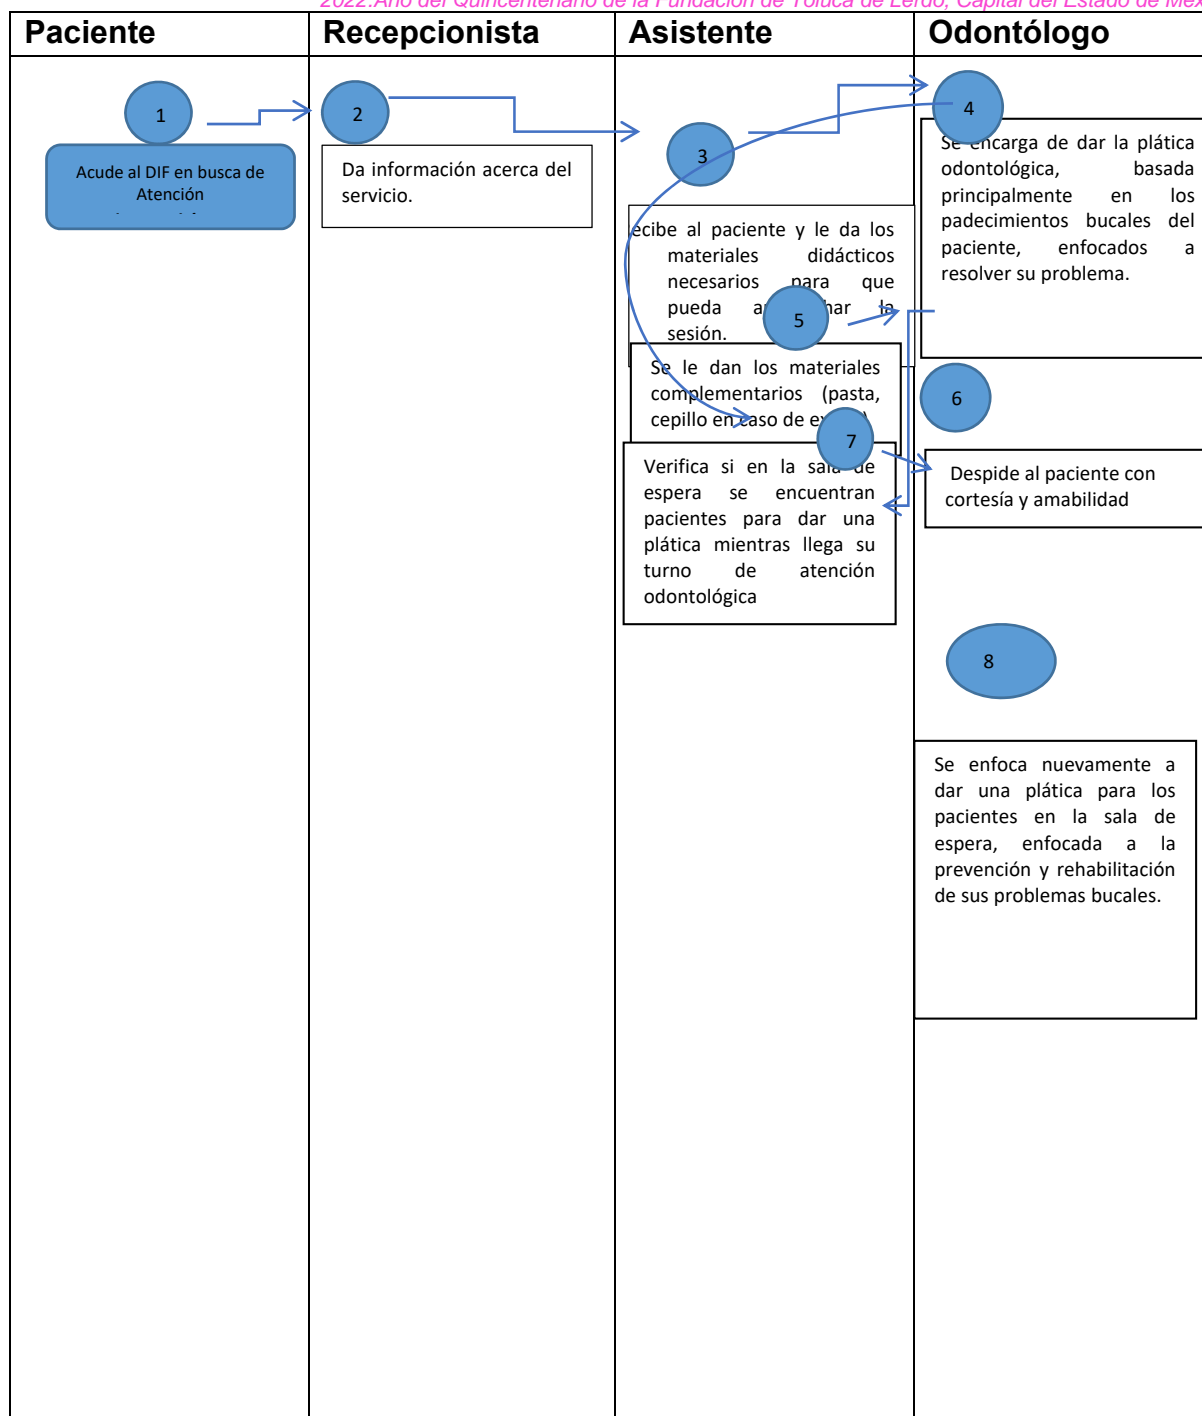 2022.Año del Quincentenario de la Fundación de Toluca de Lerdo, Capital del Estado de Méx
Paciente
Recepcionista
Asistente
Odontólogo
1
Acude al DIF en busca de
Atención
2
Da información acerca del
servicio.
3
ecibe al paciente y le da los
materiales didácticos
necesarios para que
pueda
la
sesión.
4
Se encarga de dar la plática
odontológica, basada
principalmente en los
padecimientos bucales del
paciente, enfocados a
resolver su problema.
5
Se le dan los materiales
complementarios (pasta,
cepillo en caso de
6
Despide al paciente con
cortesía y amabilidad
7
Verifica si en la sala de
espera se encuentran
pacientes para dar una
plática mientras llega su
turno de atención
odontológica
8
Se enfoca nuevamente a
dar una plática para los
pacientes en la sala de
espera, enfocada a la
prevención y rehabilitación
de sus problemas bucales.